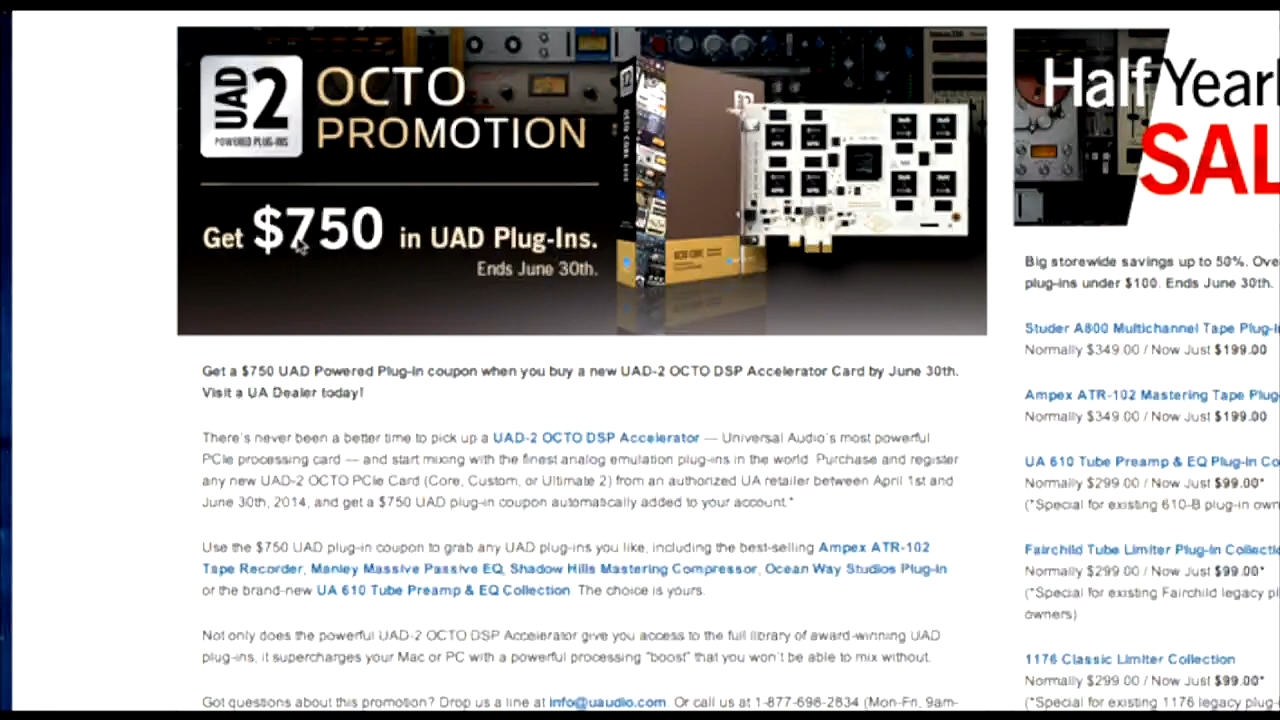 UAD 2
POWERED PLUG-INS
OCTO
PROMOTION
Get $750 in UAD Plug-Ins.
Ends June 30th.
Get a $750 UAD Powered Plug-In coupon when you buy a new UAD-2 OCTO DSP Accelerator Card by June 30th.
Visit a UA Dealer today!
There's never been a better time to pick up a UAD-2 OCTO DSP Accelerator — Universal Audio's most powerful
PCIe processing card — and start mixing with the finest analog emulation plug-ins in the world. Purchase and register
any new UAD-2 OCTO PCIe Card (Core, Custom, or Ultimate 2) from an authorized UA retailer between April 1st and
June 30th, 2014, and get a $750 UAD plug-in coupon automatically added to your account.*
Use the $750 UAD plug-in coupon to grab any UAD plug-ins you like, including the best-selling Ampex ATR-102
Tape Recorder, Manley Massive Passive EQ, Shadow Hills Mastering Compressor, Ocean Way Studios Plug-In
or the brand-new UA 610 Tube Preamp & EQ Collection. The choice is yours.
Not only does the powerful UAD-2 OCTO DSP Accelerator give you access to the full library of award-winning UAD
plug-ins, it supercharges your Mac or PC with a powerful processing "boost" that you won't be able to mix without.
Got questions about this promotion? Drop us a line at info@uaudio.com. Or call us at 1-877-698-2834 (Mon-Fri, 9am-
Half Yearl
SAL
Big storewide savings up to 50%. Ove
plug-ins under $100. Ends June 30th.
Studer A800 Multichannel Tape Plug-I
Normally $349.00 / Now Just $199.00
Ampex ATR-102 Mastering Tape Plug-
Normally $349.00 / Now Just $199.00
UA 610 Tube Preamp & EQ Plug-In Co
Normally $299.00 / Now Just $99.00*
(*Special for existing 610-B plug-in own
Fairchild Tube Limiter Plug-In Collectio
Normally $299.00 / Now Just $99.00*
(*Special for existing Fairchild legacy pl
owners)
1176 Classic Limiter Collection
Normally $299.00 / Now Just $99.00*
(*Special for existing 1176 legacy plug-